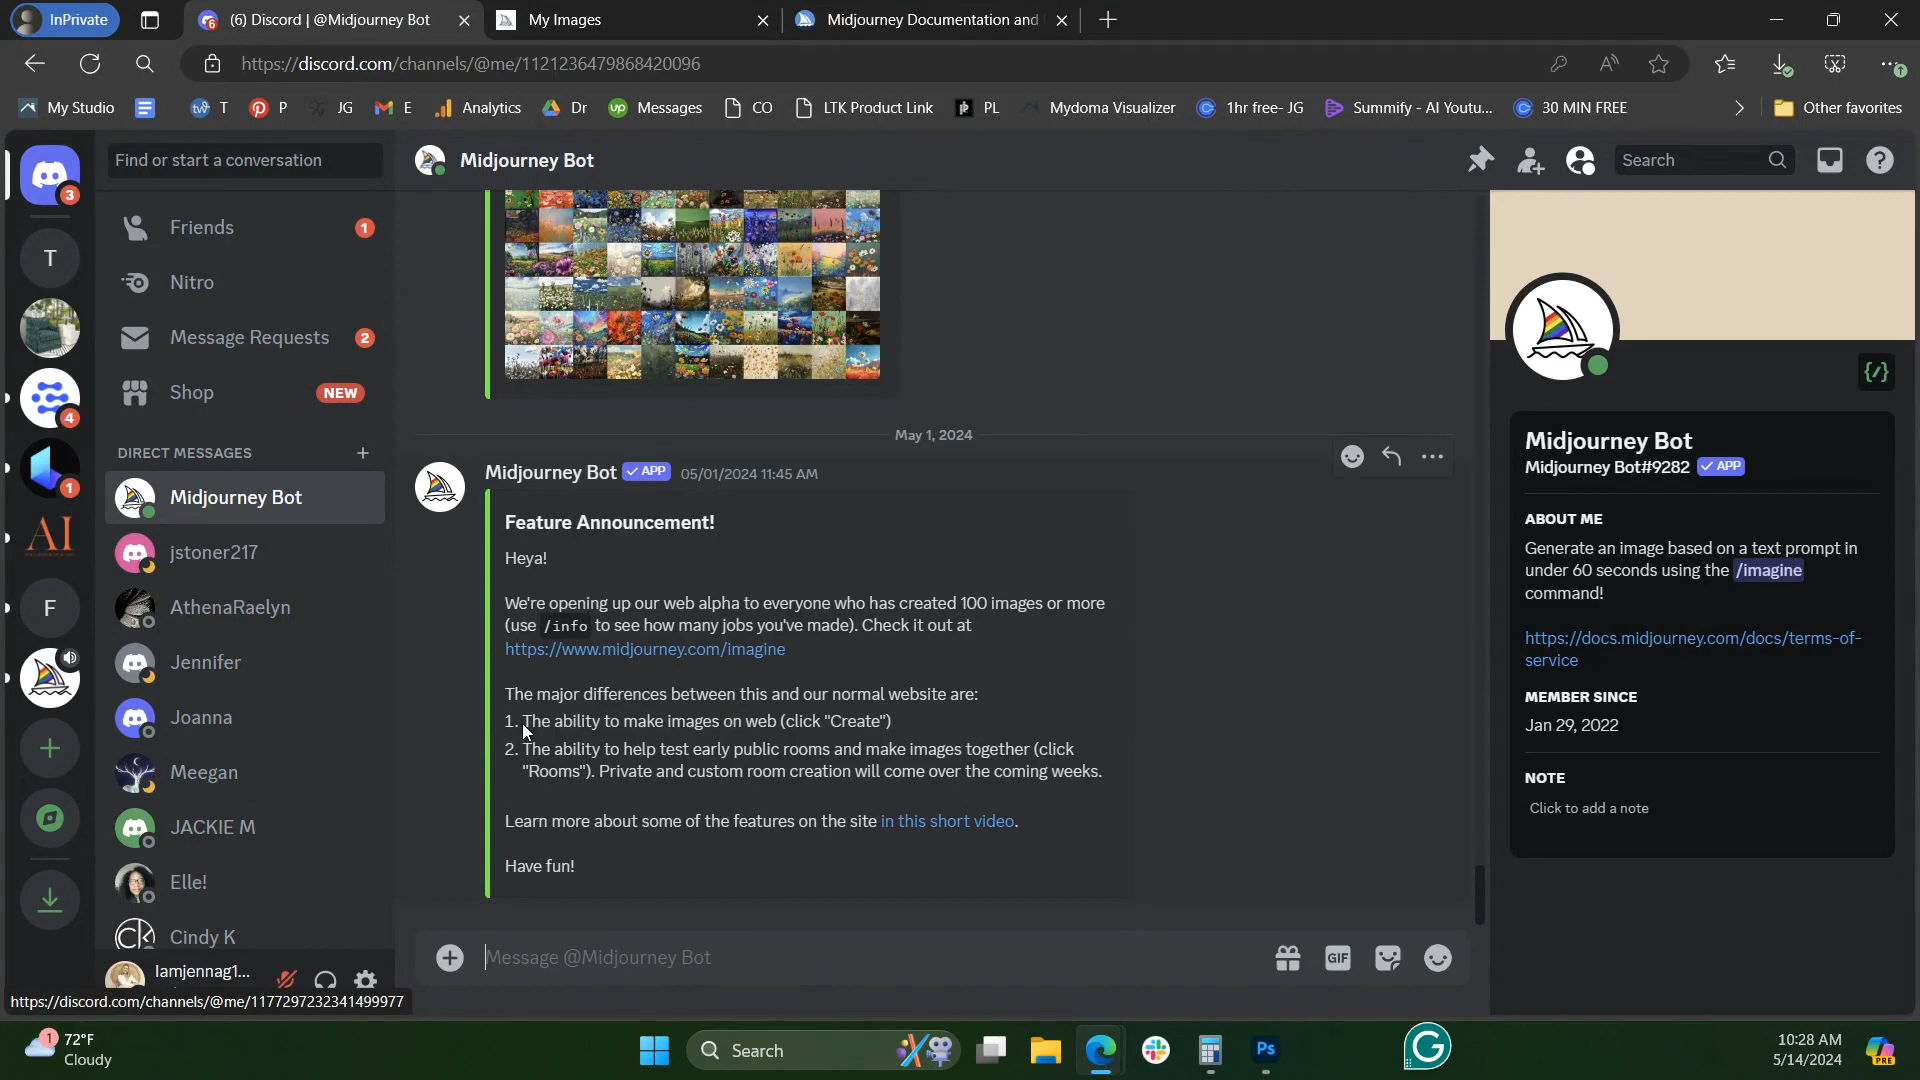 InPrivate
(6) Discord | @Midjourney Bot
My Images
Midjourney Documentation and
https://discord.com/channels/@me/1121236479868420096
My Studio
T
P
JG
E
Analytics
Dr
Messages
CO
LTK Product Link
PL
Mydoma Visualizer
1hr free- JG
Summify - AI Youtu...
30 MIN FREE
Other favorites
Find or start a conversation
Midjourney Bot
Search
3
Friends
1
Nitro
T
Message Requests
2
Shop
NEW
4
DIRECT MESSAGES
1
Midjourney Bot
jstoner217
AI
AthenaRaelyn
F
Jennifer
Joanna
Meegan
JACKIE M
Elle!
CK
Cindy K
Iamjennag1...
https://discord.com/channels/@me/1177297232341499977
May 1, 2024
Midjourney Bot
APP
05/01/2024 11:45 AM
Feature Announcement!
Heya!
We're opening up our web alpha to everyone who has created 100 images or more
(use /info to see how many jobs you've made). Check it out at
https://www.midjourney.com/imagine
The major differences between this and our normal website are:
1. The ability to make images on web (click "Create")
2. The ability to help test early public rooms and make images together (click
"Rooms"). Private and custom room creation will come over the coming weeks.
Learn more about some of the features on the site in this short video.
Have fun!
Message @Midjourney Bot
GIF
Midjourney Bot
Midjourney Bot#9282
APP
ABOUT ME
Generate an image based on a text prompt in
under 60 seconds using the /imagine
command!
https://docs.midjourney.com/docs/terms-of-
service
MEMBER SINCE
Jan 29, 2022
NOTE
Click to add a note
1
72°F
Cloudy
Search
Ps
G
10:28 AM
5/14/2024
PRE